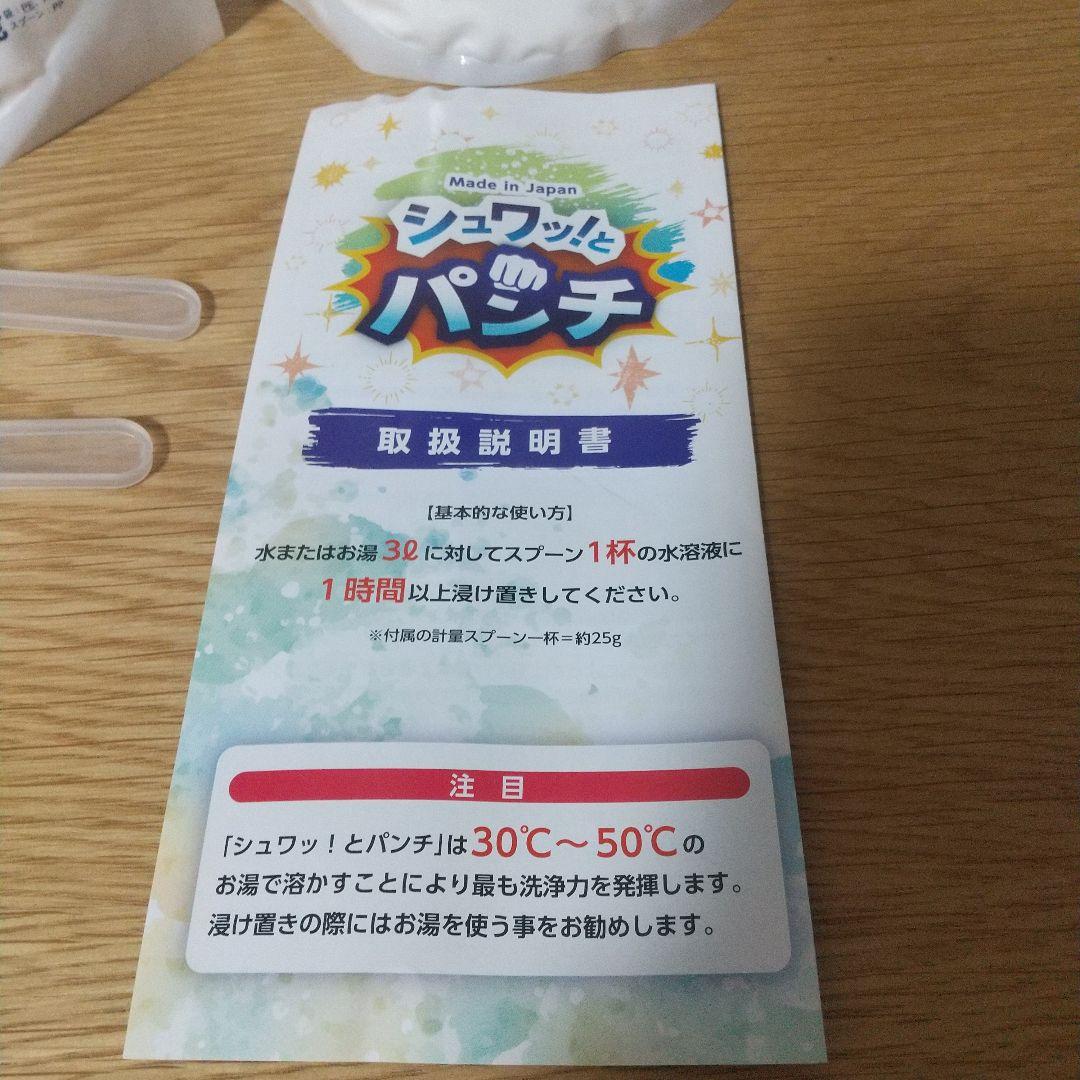 スプーン：PP
Made in Japan
シュワッ!と
パンチ
取扱説明書
【基本的な使い方】
水またはお湯3ℓに対してスプーン1杯の水溶液に
1時間以上浸け置きしてください。
※付属の計量スプーン一杯＝約25g
注目
「シュワッ！とパンチ」は30℃～50℃の
お湯で溶かすことにより最も洗浄力を発揮します。
浸け置きの際にはお湯を使う事をお勧めします。